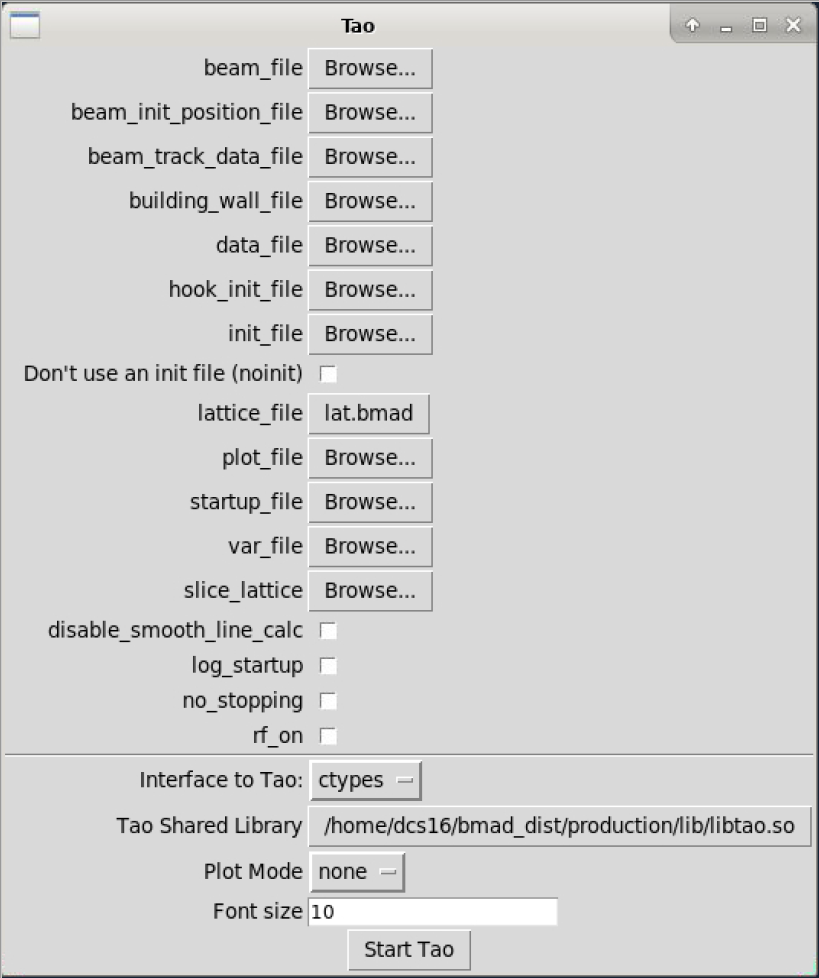 Tao
beam_file Browse...
beam_init_position_file Browse...
beam_track_data_file Browse...
building_wall_file Browse...
data_file Browse...
hook_init_file Browse...
init_file Browse...
Don't use an init file (noinit)
lattice_file lat.bmad
plot_file Browse...
startup_file Browse...
var_file Browse...
slice_lattice Browse...
disable_smooth_line_calc
log_startup
no_stopping
rf_on
Interface to Tao: ctypes
Tao Shared Library /home/dcs16/bmad_dist/production/lib/libtao.so
Plot Mode none
Font size 10
Start Tao